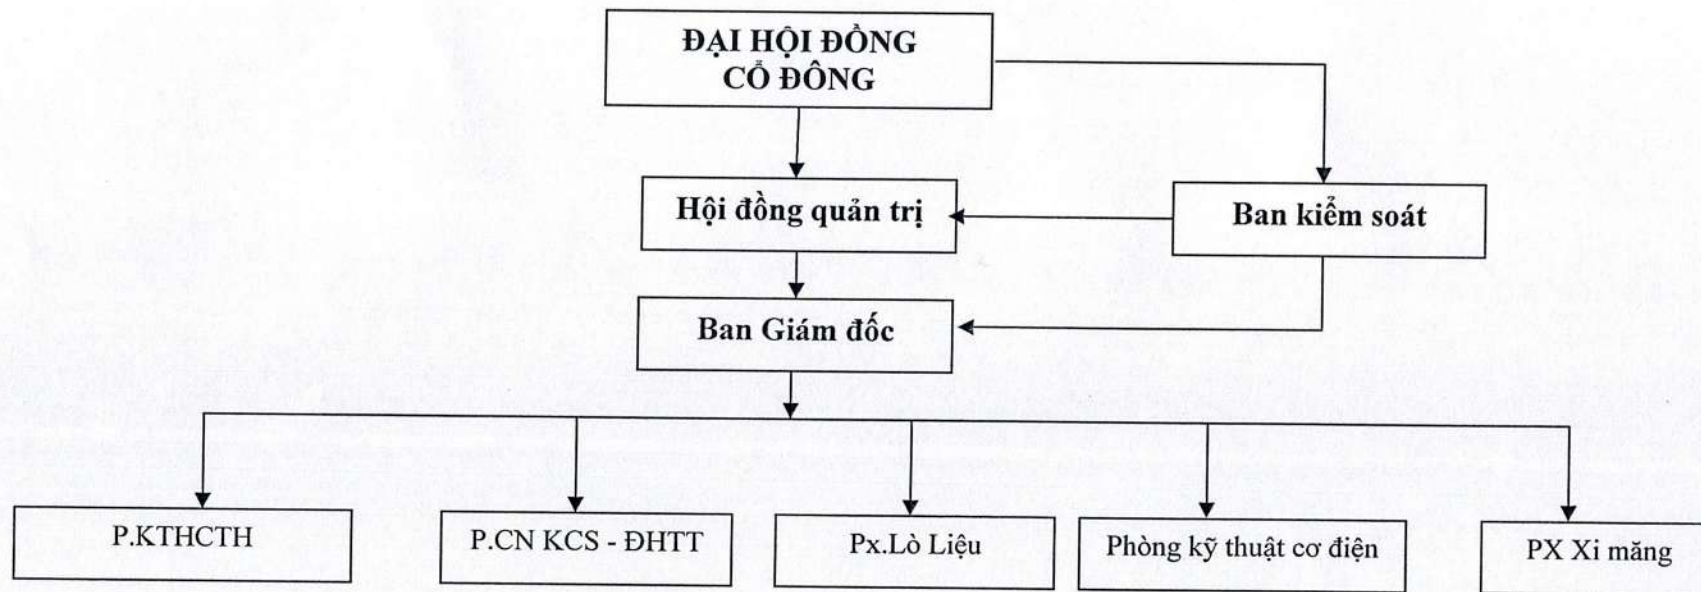 ĐẠI HỘI ĐỒNG
CỔ ĐÔNG
Hội đồng quản trị
Ban kiểm soát
Ban Giám đốc
P.KTHCTH
P.CN KCS - ĐHTT
Px.Lò Liệu
Phòng kỹ thuật cơ điện
PX Xi măng